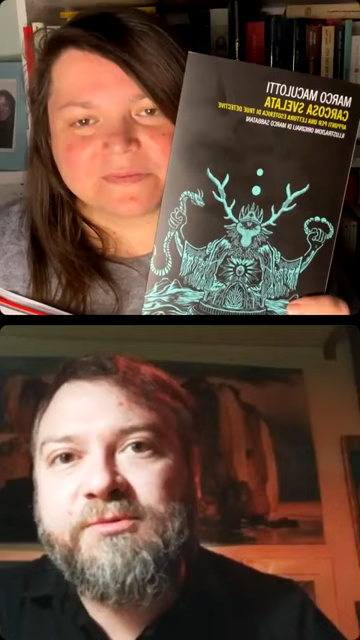 MARCO MACULOTTI
CARCOSA SVELATA
APPUNTI PER UNA LETTURA ESOTERICA DI TRUE DETECTIVE
ILLUSTRAZIONI ORIGINALI DI MARCO SABBATANI